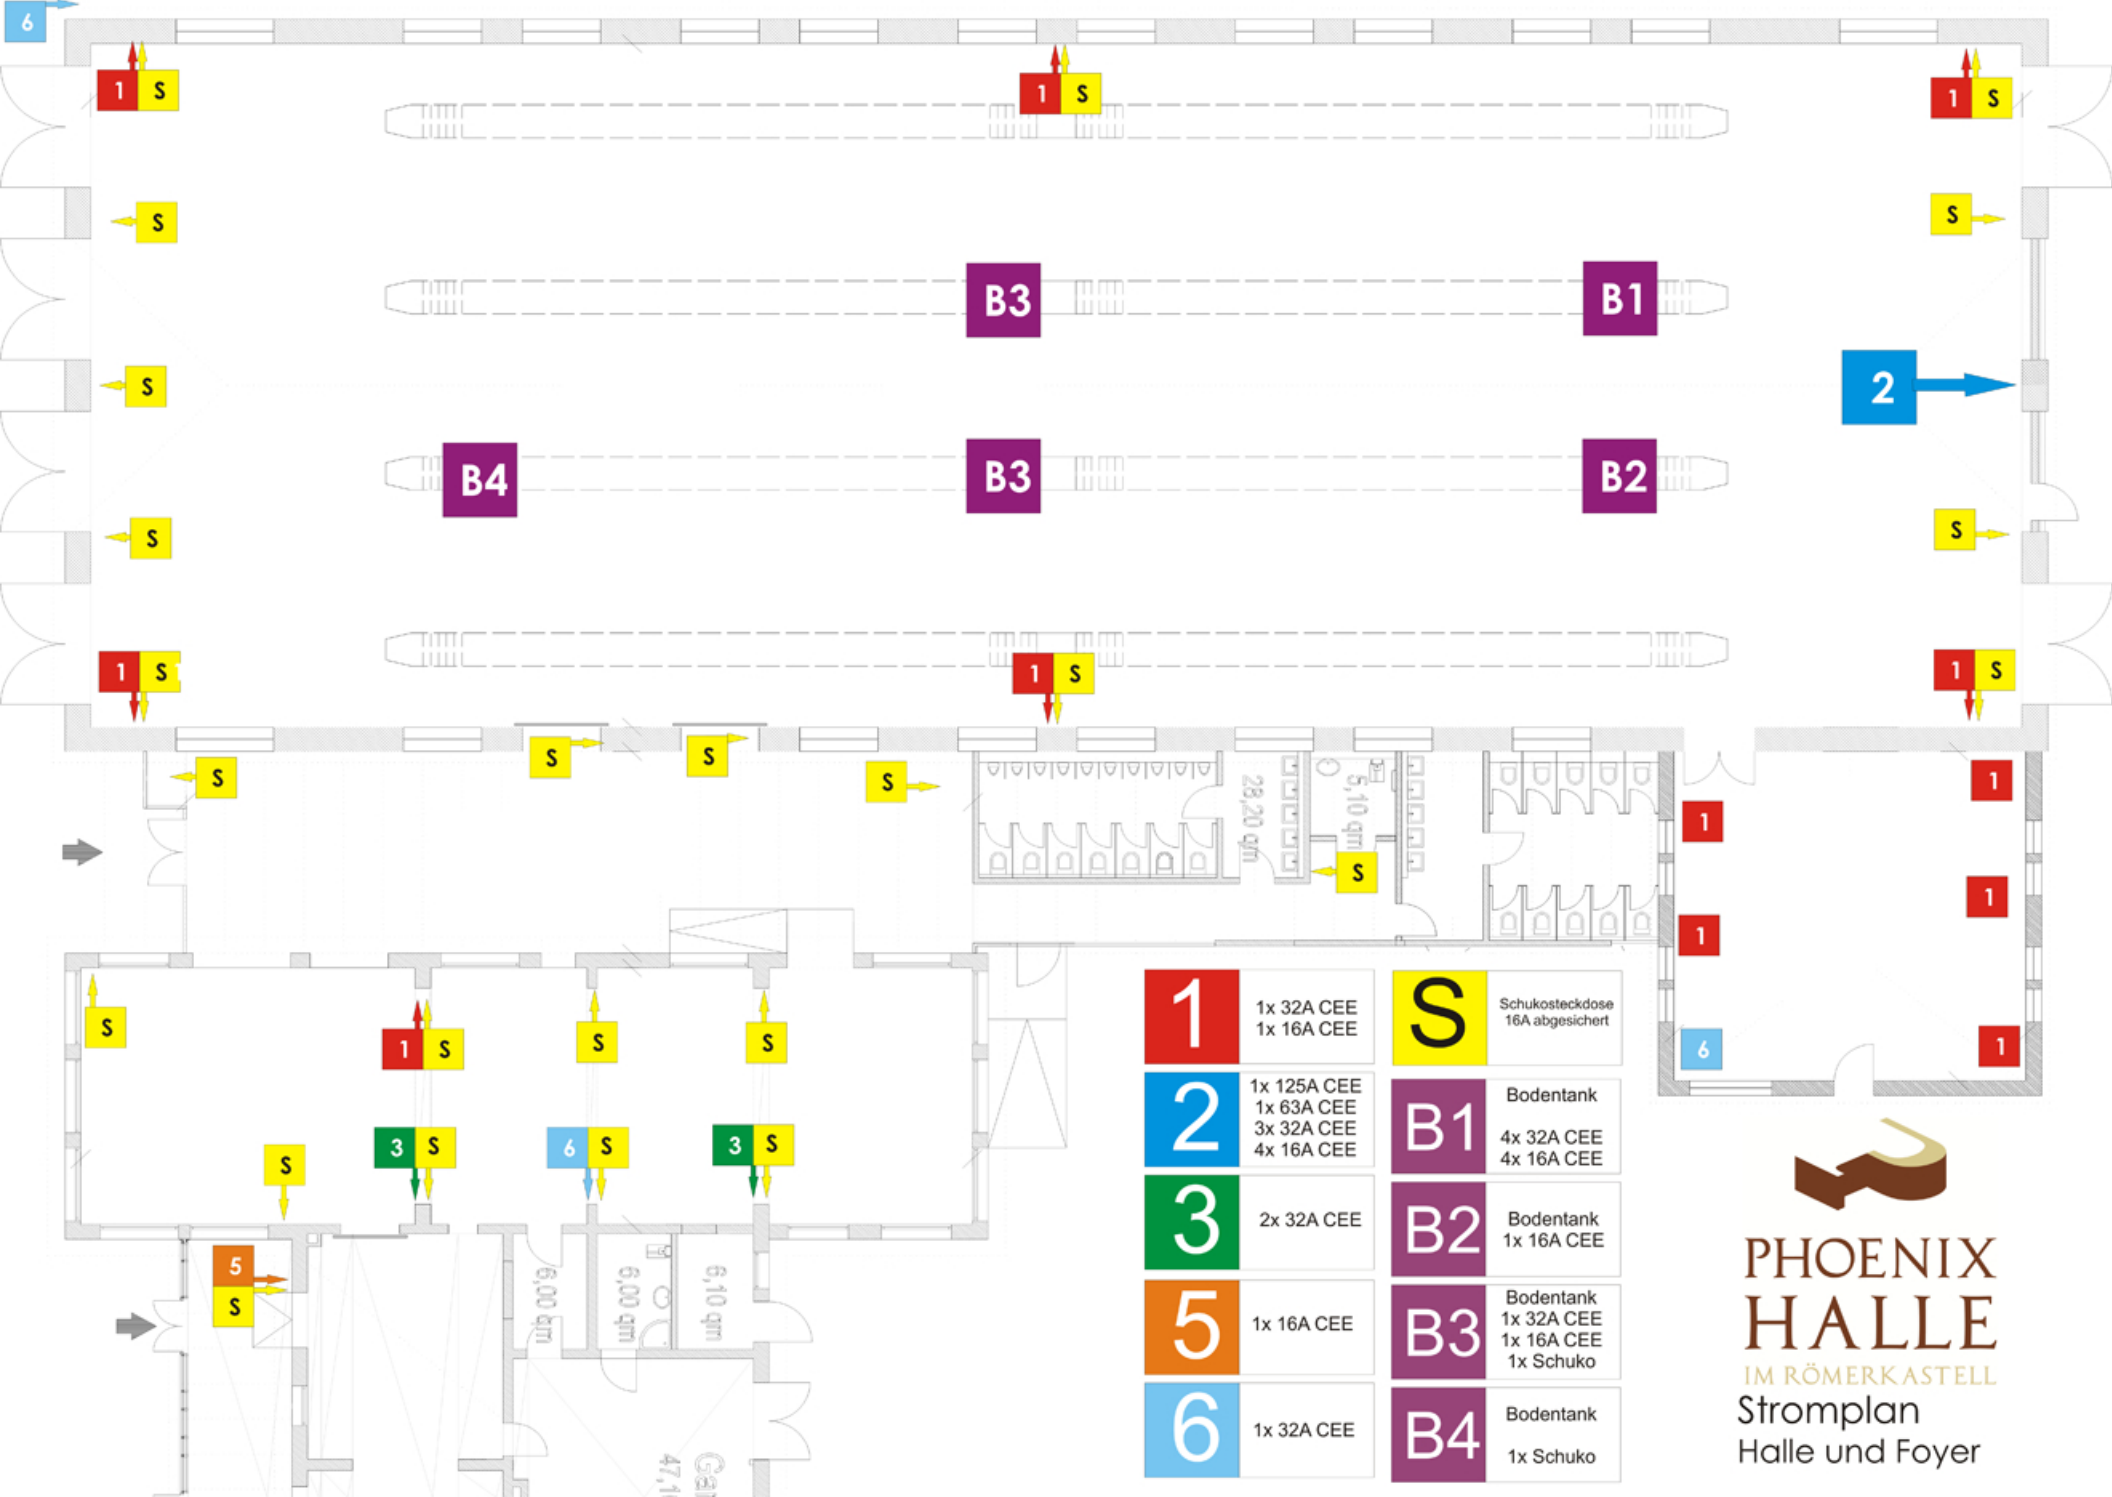 6
1 S
1 S
1 S
S
S
B3
B1
S
2
B4
B3
B2
S
S
1 S
1 S
1 S
S
S
S
S
28,20 qm
5,10 qm
S
1
1
1
1
1
6
S
1 S
S
S
3 S
6 S
3 S
S
5
S
6,00 qm
6,00 qm
6,10 qm
1
1x 32A CEE
1x 16A CEE
S
Schukosteckdose
16A abgesichert
2
1x 125A CEE
1x 63A CEE
3x 32A CEE
4x 16A CEE
B1
Bodentank
4x 32A CEE
4x 16A CEE
3
2x 32A CEE
B2
Bodentank
1x 16A CEE
5
1x 16A CEE
B3
Bodentank
1x 32A CEE
1x 16A CEE
1x Schuko
6
1x 32A CEE
B4
Bodentank
1x Schuko
PHOENIX
HALLE
IM RÖMERKASTELL
Stromplan
Halle und Foyer